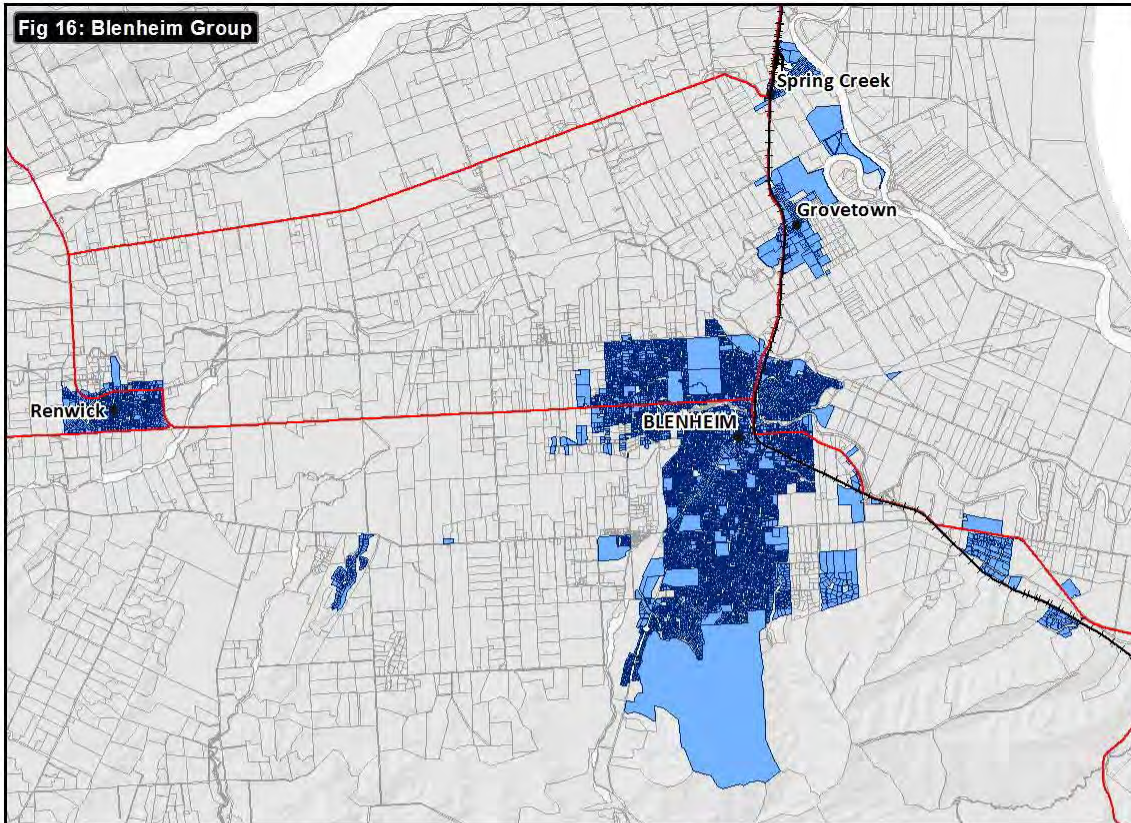 Fig 16: Blenheim Group
Spring Creek
Grovetown
Renwick
BLENHEIM